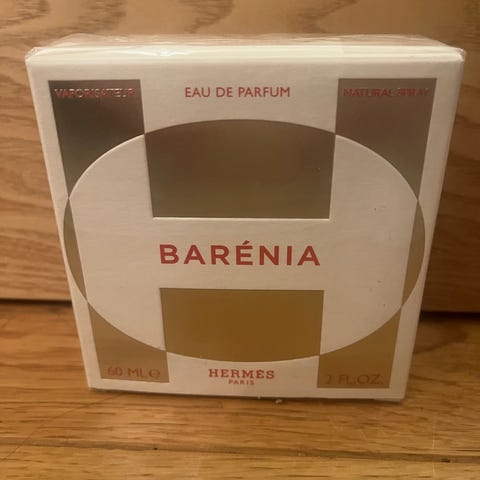 VAPORISATEUR EAU DE PARFUM NATURAL SPRAY
BARÉNIA
60 ML e HERMÈS 2 FL.OZ.
PARIS